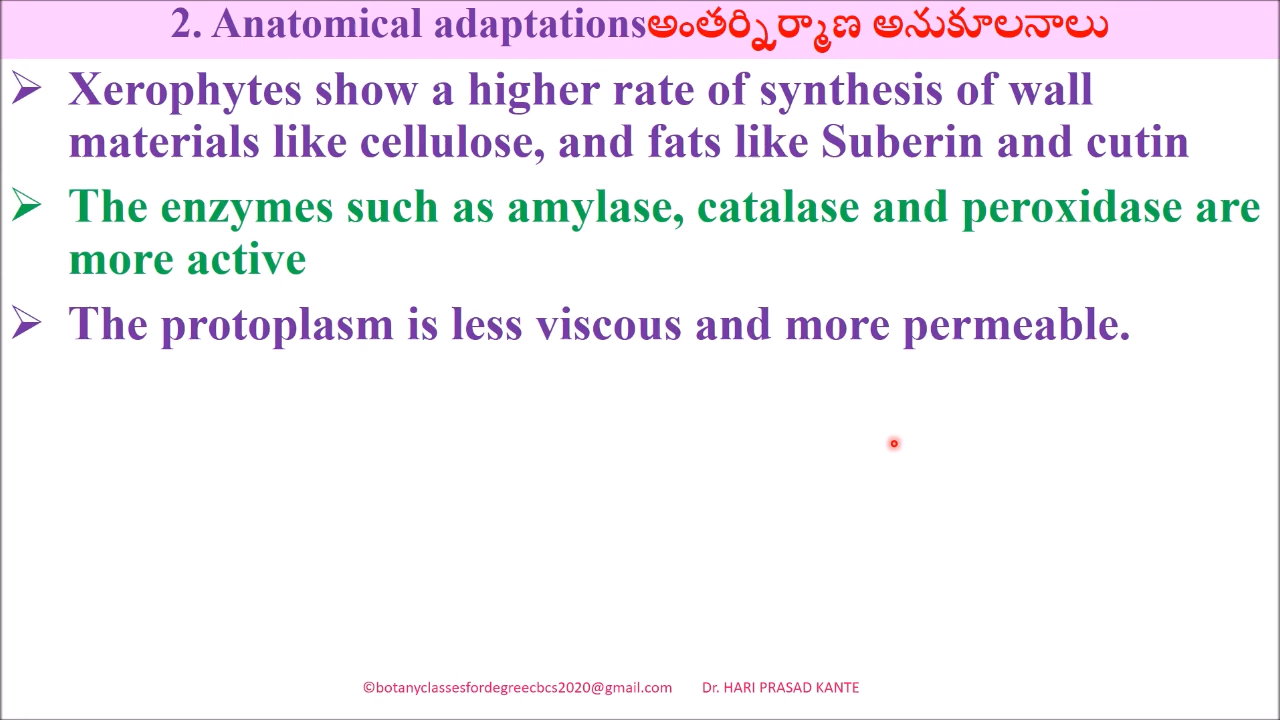 2. Anatomical adaptationsఅంతర్నిర్మాణ అనుకూలనాలు
➢ Xerophytes show a higher rate of synthesis of wall
materials like cellulose, and fats like Suberin and cutin
➢ The enzymes such as amylase, catalase and peroxidase are
more active
➢ The protoplasm is less viscous and more permeable.
©botanyclassesfordegreecbcs2020@gmail.com Dr. HARI PRASAD KANTE